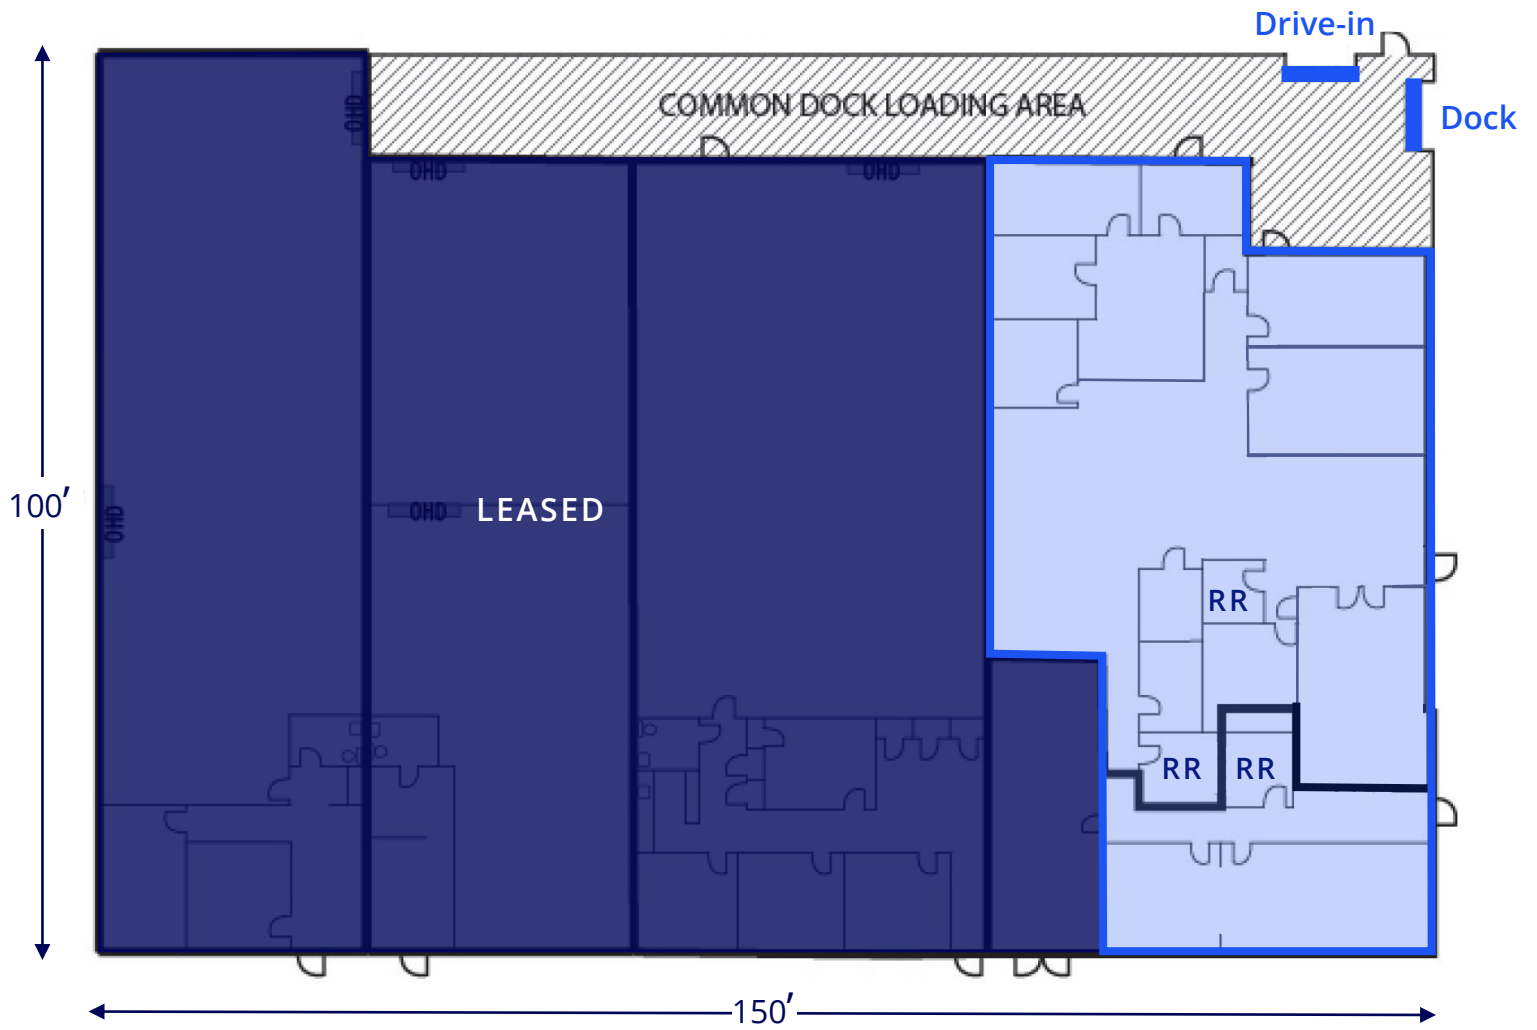 Drive-in
COMMON DOCK LOADING AREA
Dock
OHD
OHD
OHD
100'
OHD
OHD
LEASED
RR
RR
RR
150'